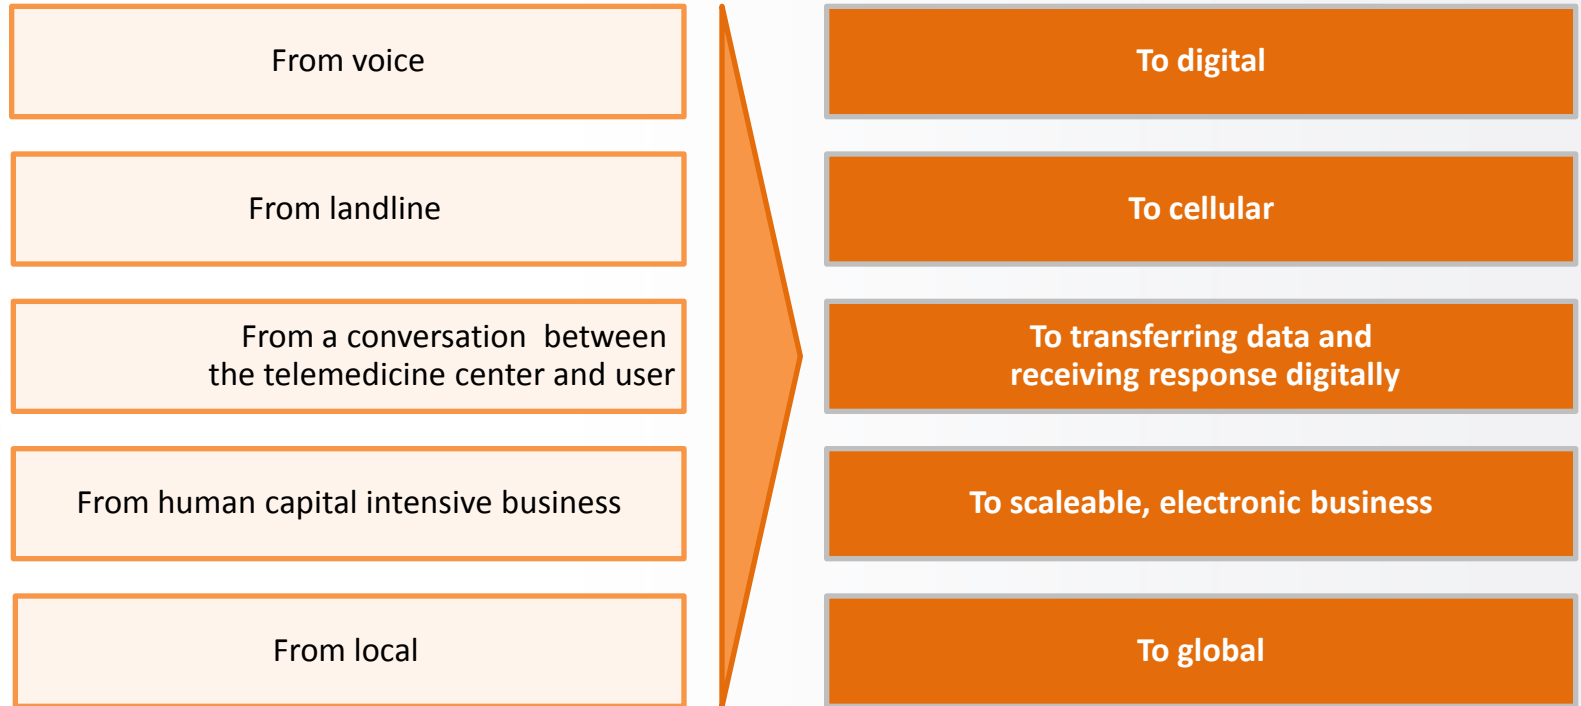 From voice
To digital
From landline
To cellular
From a conversation  between
the telemedicine center and user
To transferring data and
receiving response digitally
From human capital intensive business
To scaleable, electronic business
From local
To global